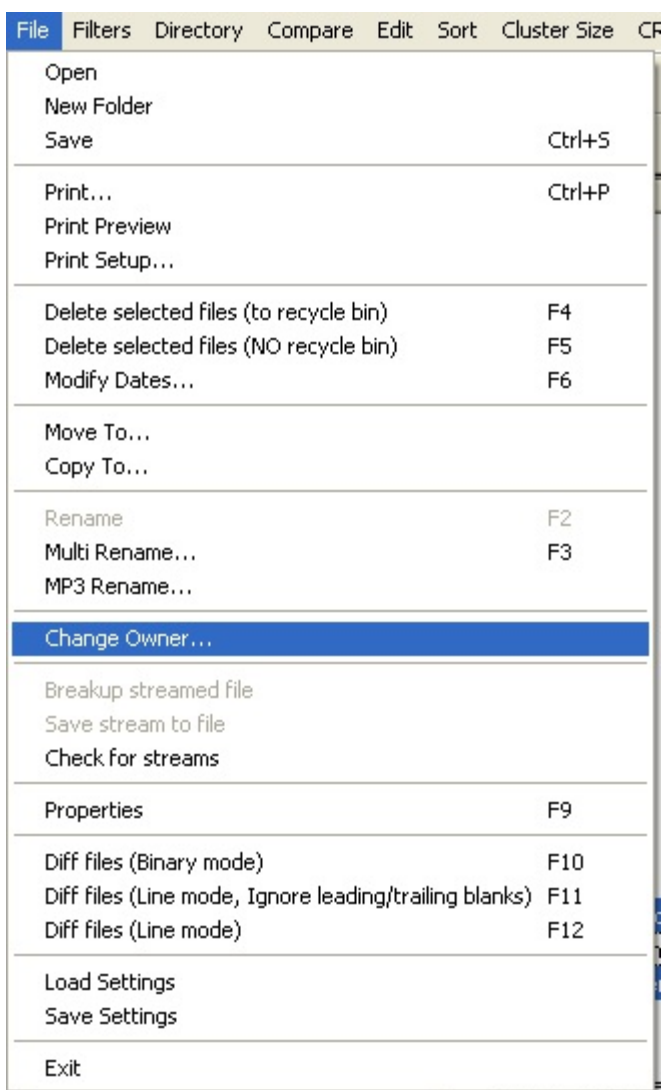 File Filters Directory Compare Edit Sort Cluster Size
Open
New Folder
Save Ctrl+S
Print... Ctrl+P
Print Preview
Print Setup...
Delete selected files (to recycle bin) F4
Delete selected files (NO recycle bin) F5
Modify Dates... F6
Move To...
Copy To...
Rename F2
Multi Rename... F3
MP3 Rename...
Change Owner...
Breakup streamed file
Save stream to file
Check for streams
Properties F9
Diff files (Binary mode) F10
Diff files (Line mode, Ignore leading/trailing blanks) F11
Diff files (Line mode) F12
Load Settings
Save Settings
Exit